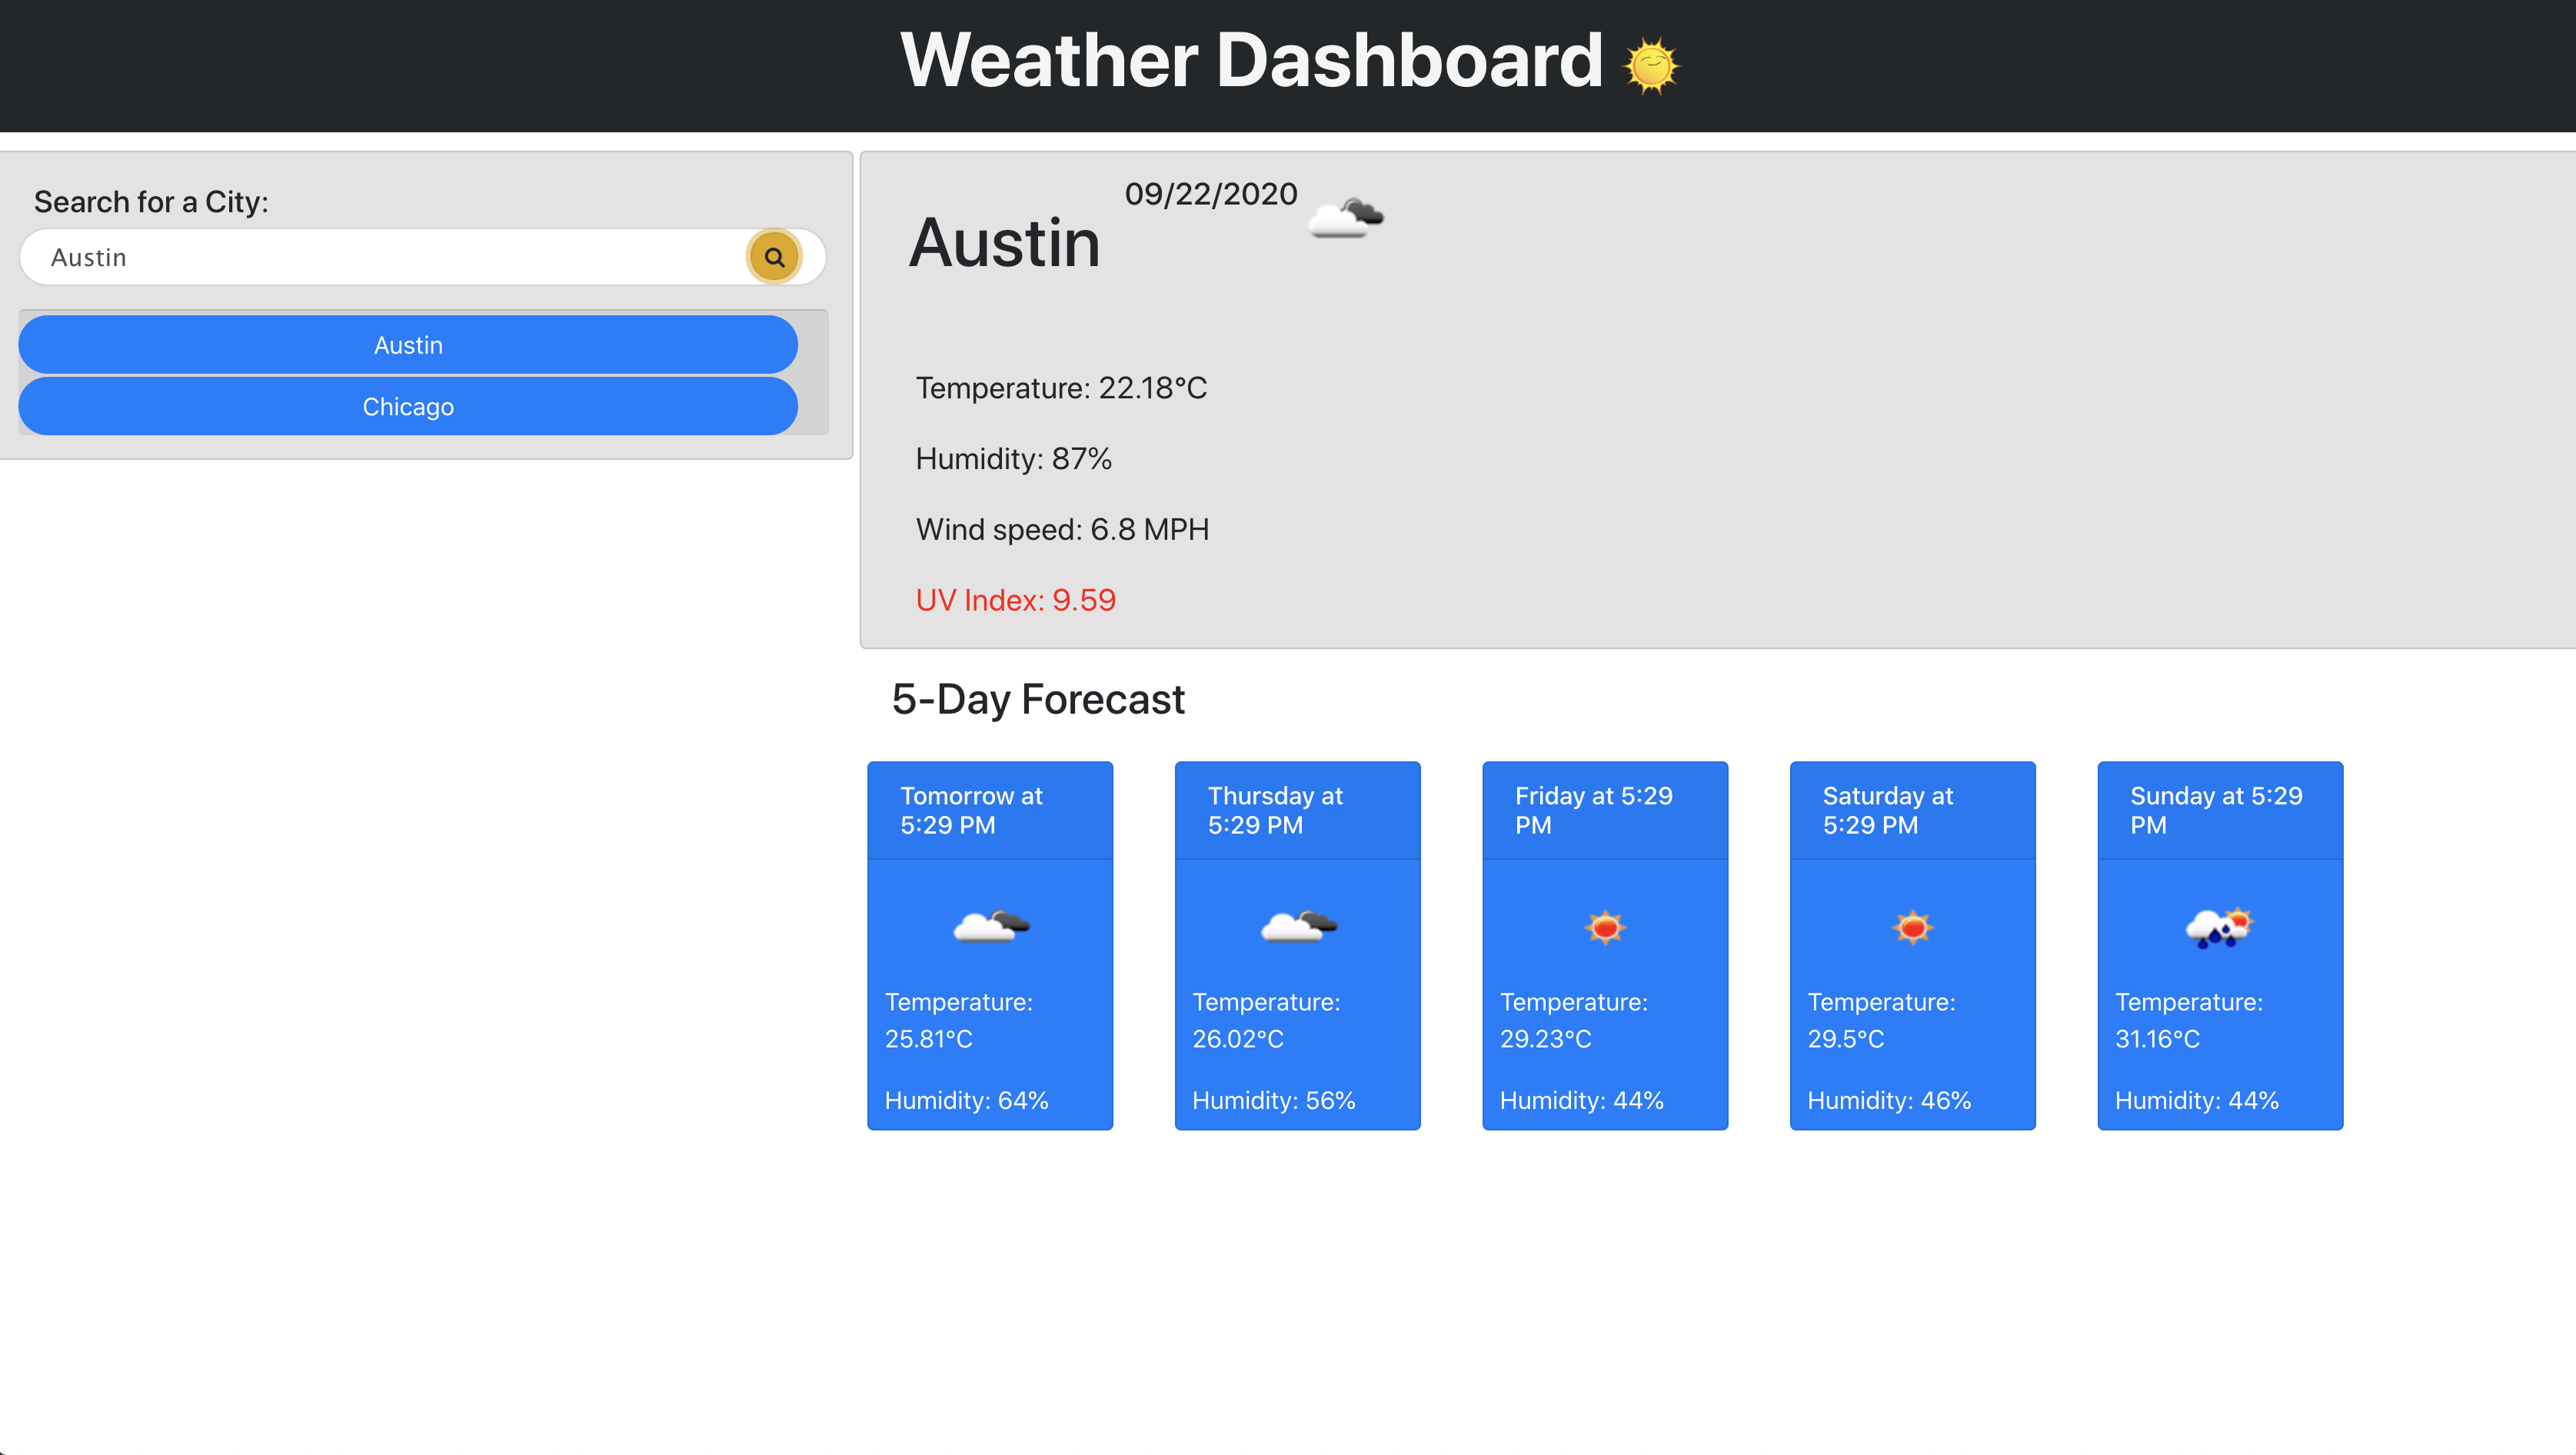 Weather Dashboard
Search for a City:
Austin
Austin
Chicago
Austin
09/22/2020
Temperature: 22.18°C
Humidity: 87%
Wind speed: 6.8 MPH
UV Index: 9.59
5-Day Forecast
Tomorrow at
5:29 PM
Temperature:
25.81°C
Humidity: 64%
Thursday at
5:29 PM
Temperature:
26.02°C
Humidity: 56%
Friday at 5:29
PM
Temperature:
29.23°C
Humidity: 44%
Saturday at
5:29 PM
Temperature:
29.5°C
Humidity: 46%
Sunday at 5:29
PM
Temperature:
31.16°C
Humidity: 44%